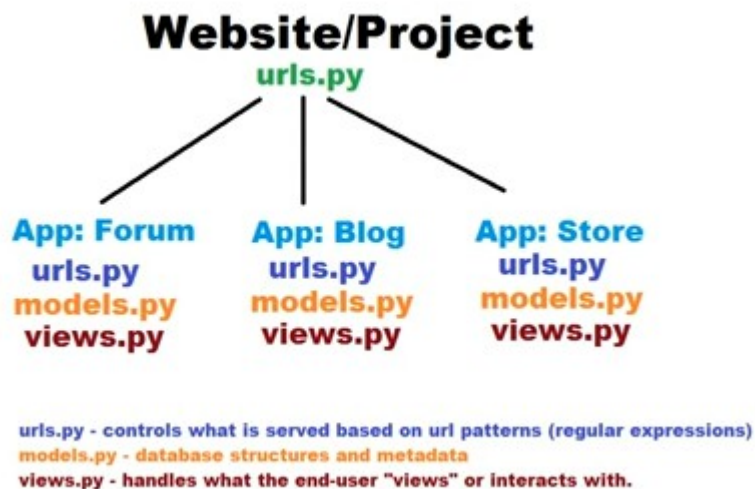 Website/Project
urls.py
App: Forum
urls.py
models.py
views.py
App: Blog
urls.py
models.py
views.py
App: Store
urls.py
models.py
views.py
urls.py - controls what is served based on url patterns (regular expressions)
models.py - database structures and metadata
views.py - handles what the end-user "views" or interacts with.